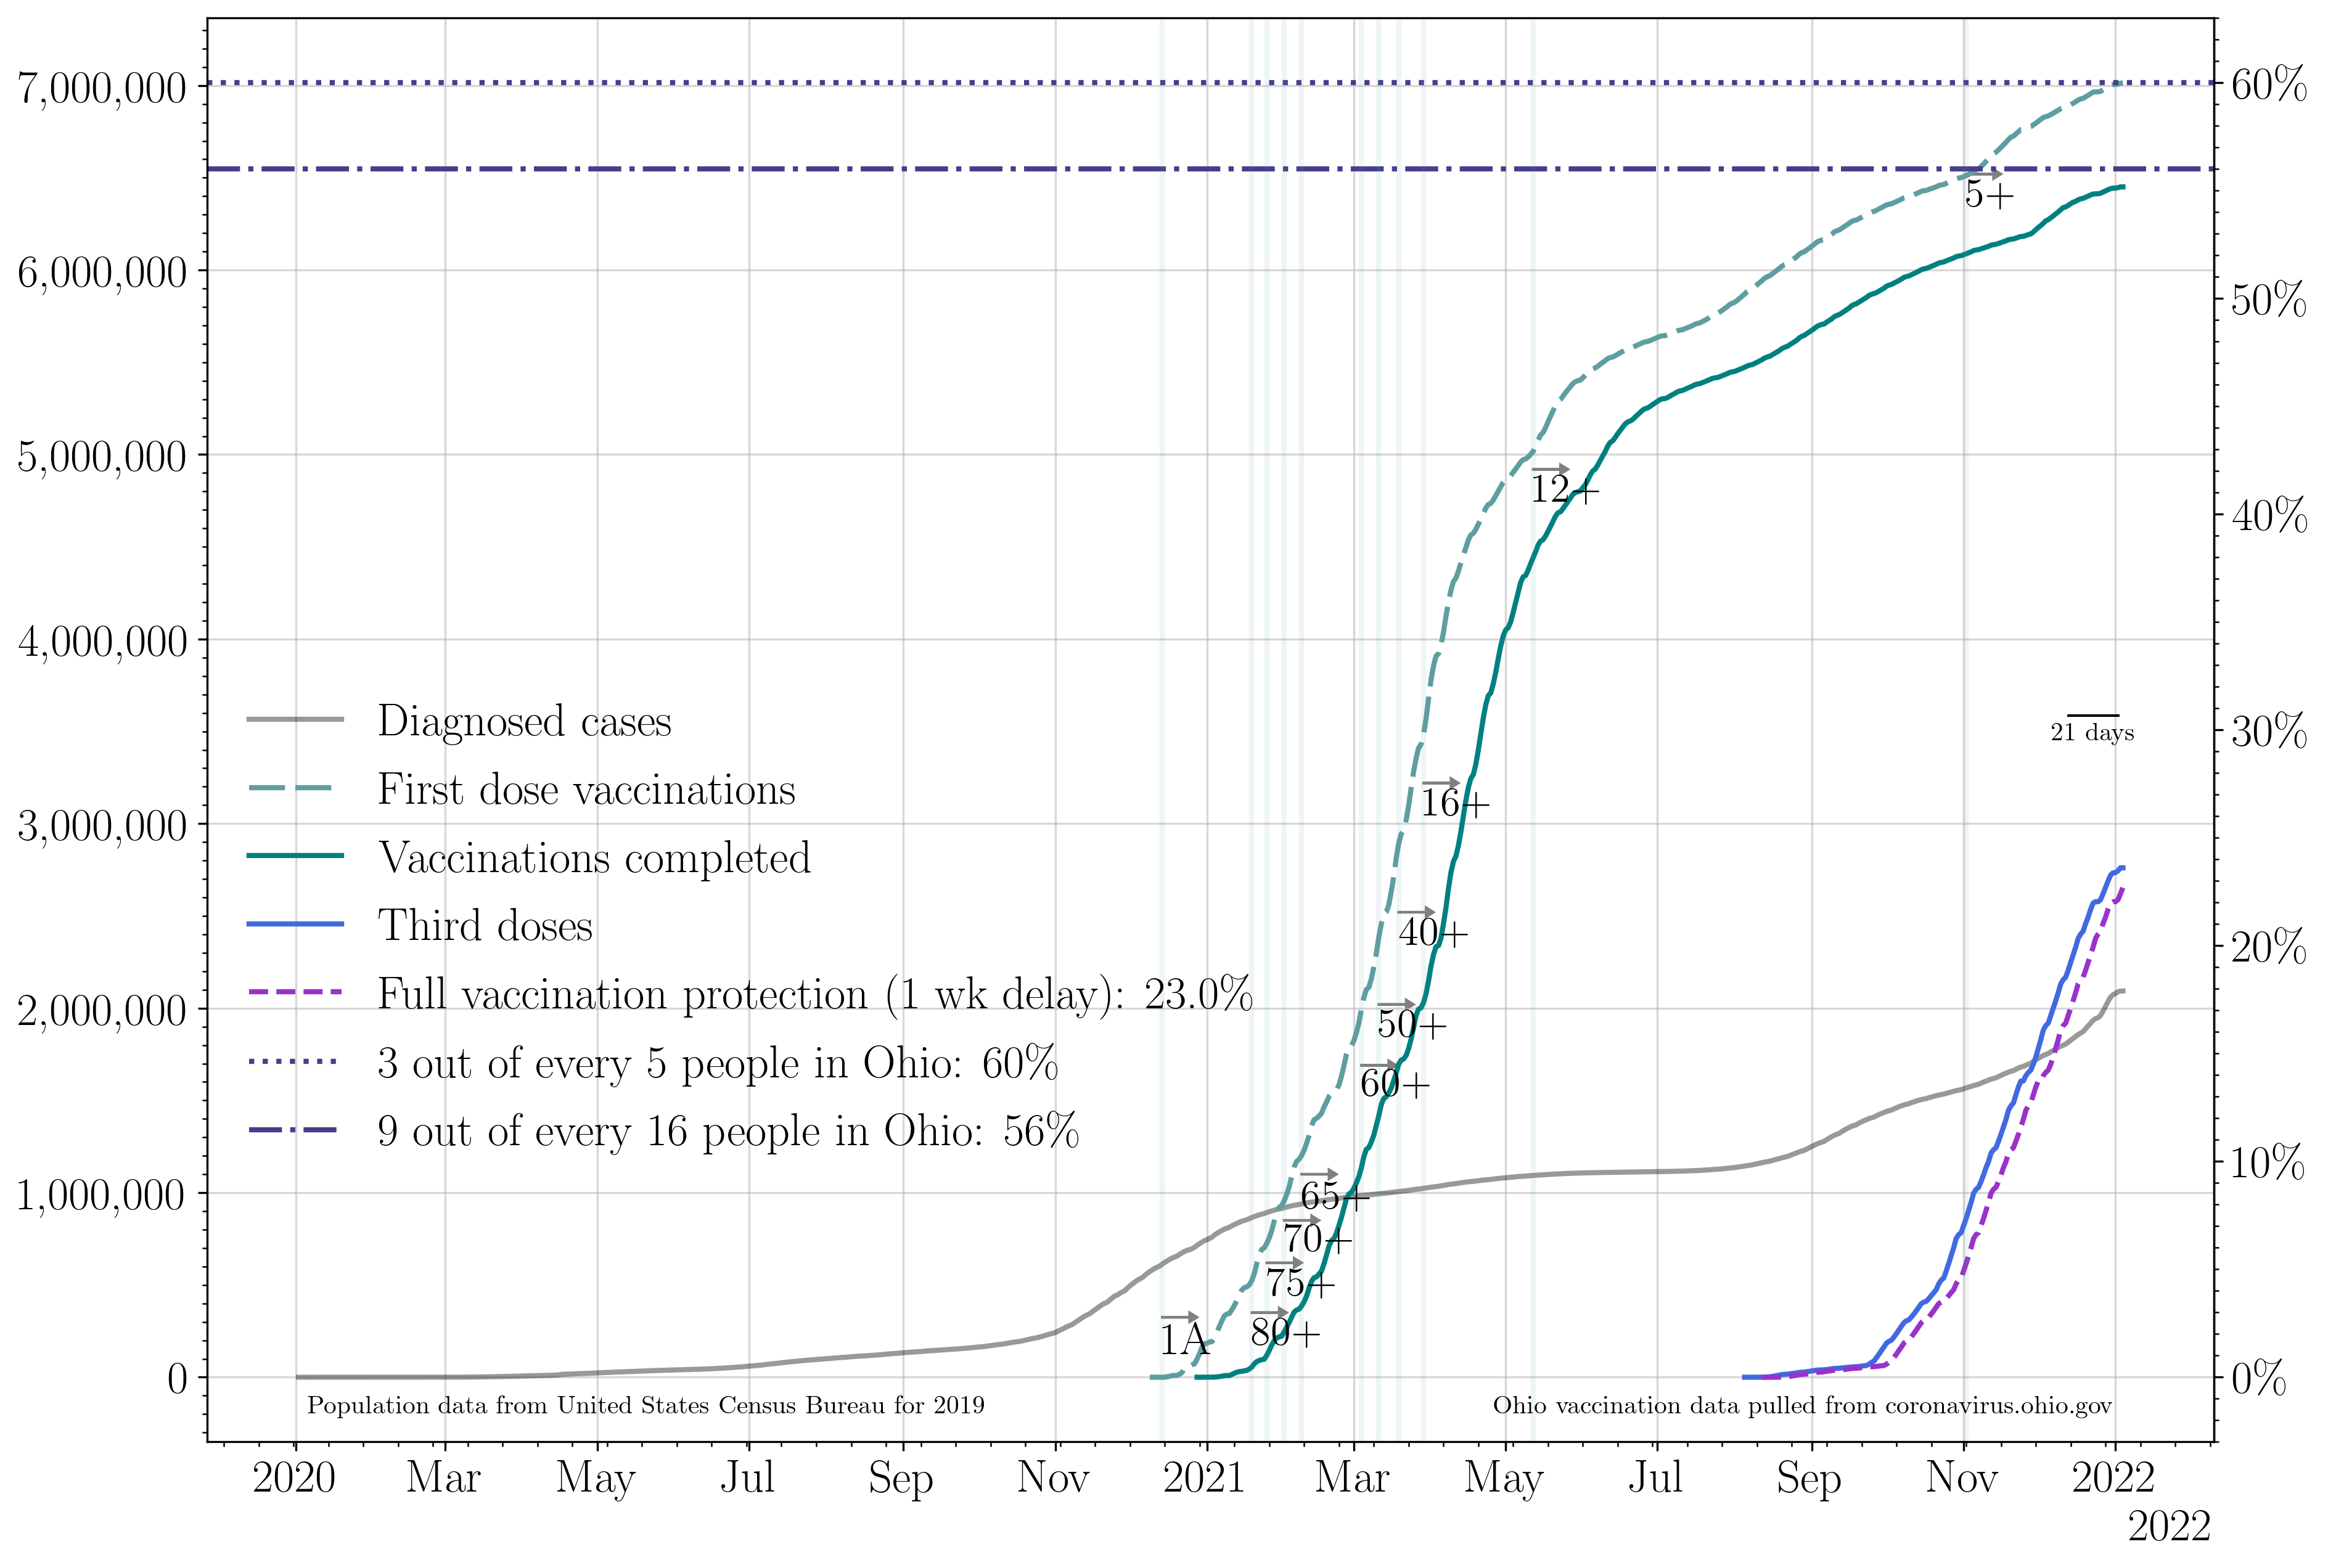 7,000,000
6,000,000
5,000,000
4,000,000
3,000,000
2,000,000
1,000,000
0
60%
50%
40%
30%
20%
10%
0%
5+
12+
16+
40+
50+
60+
65+
70+
75+
80+
1A
21 days
Diagnosed cases
First dose vaccinations
Vaccinations completed
Third doses
Full vaccination protection (1 wk delay): 23.0%
3 out of every 5 people in Ohio: 60%
9 out of every 16 people in Ohio: 56%
Population data from United States Census Bureau for 2019
Ohio vaccination data pulled from coronavirus.ohio.gov
2020 Mar May Jul Sep Nov 2021 Mar May Jul Sep Nov 2022
2022